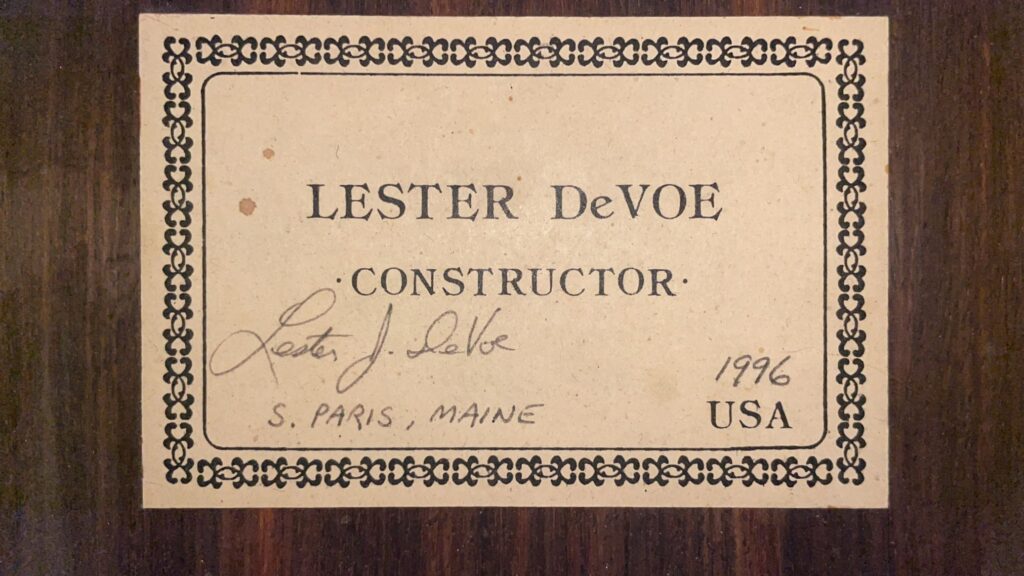 LESTER DeVOE
·CONSTRUCTOR·
Lester J. DeVoe
1996
S. PARIS, MAINE
USA